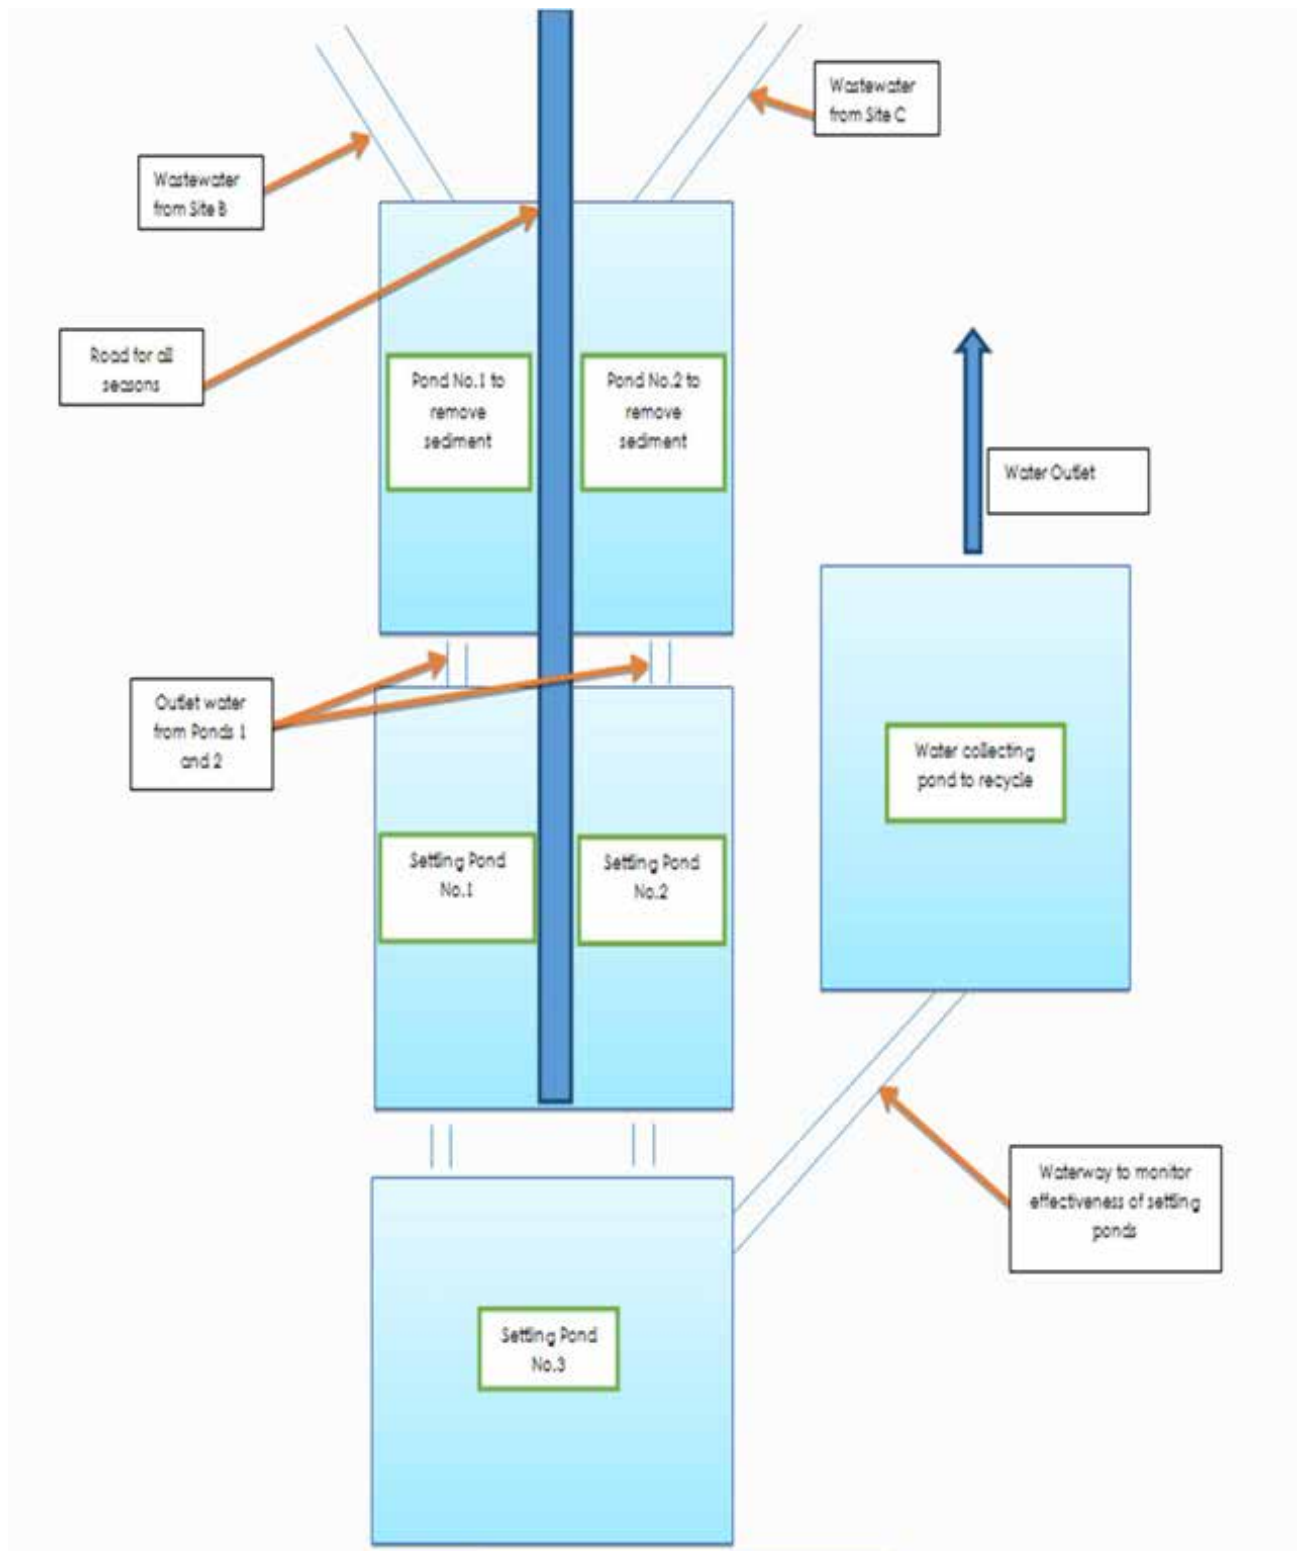 Wastewater
from Site C
Wastewater
from Site B
Road for all
seasons
Pond No.1 to
remove
sediment
Pond No.2 to
remove
sediment
Water Outlet
Outlet water
from Ponds 1
and 2
Water collecting
pond to recycle
Settling Pond
No.1
Settling Pond
No.2
Waterway to monitor
effectiveness of settling
ponds
Settling Pond
No.3